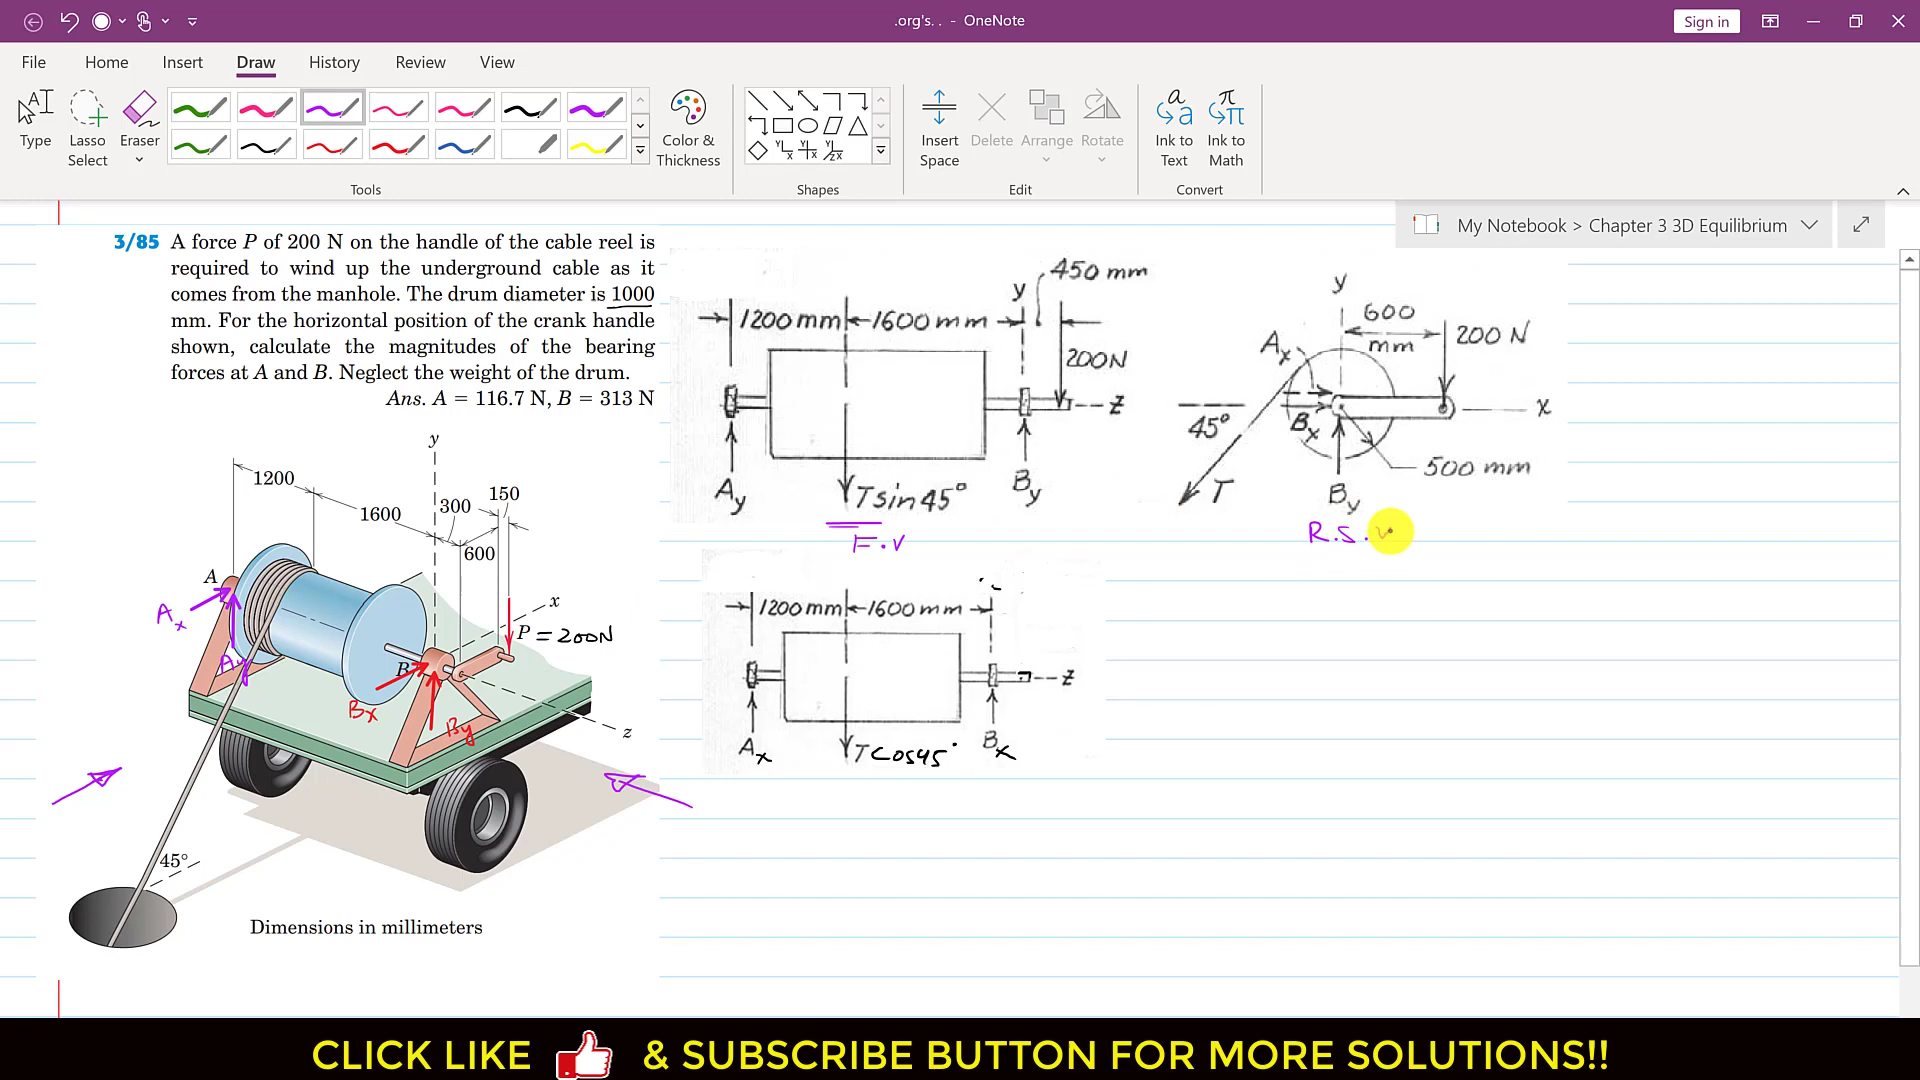 .org's. . - OneNote
Sign in
File Home Insert Draw History Review View
Type
Lasso Select
Eraser
Color & Thickness
Insert Space
Delete
Arrange
Rotate
Ink to Text
Ink to Math
Tools
Shapes
Edit
Convert
My Notebook > Chapter 3 3D Equilibrium
3/85 A force P of 200 N on the handle of the cable reel is
required to wind up the underground cable as it
comes from the manhole. The drum diameter is 1000
mm. For the horizontal position of the crank handle
shown, calculate the magnitudes of the bearing
forces at A and B. Neglect the weight of the drum.
Ans. A = 116.7 N, B = 313 N
y
1200
1600
300
150
600
A
x
P = 200N
Ax
Ay
B
Bx
By
z
45°
Dimensions in millimeters
450 mm
y
1200 mm
1600 mm
200N
z
Ay
T sin 45°
By
F.V
y
600 mm
200 N
Ax
x
45°
Bx
500 mm
T
By
R.S.V
1200 mm
1600 mm
z
Ax
T Cos45°
Bx
CLICK LIKE & SUBSCRIBE BUTTON FOR MORE SOLUTIONS!!